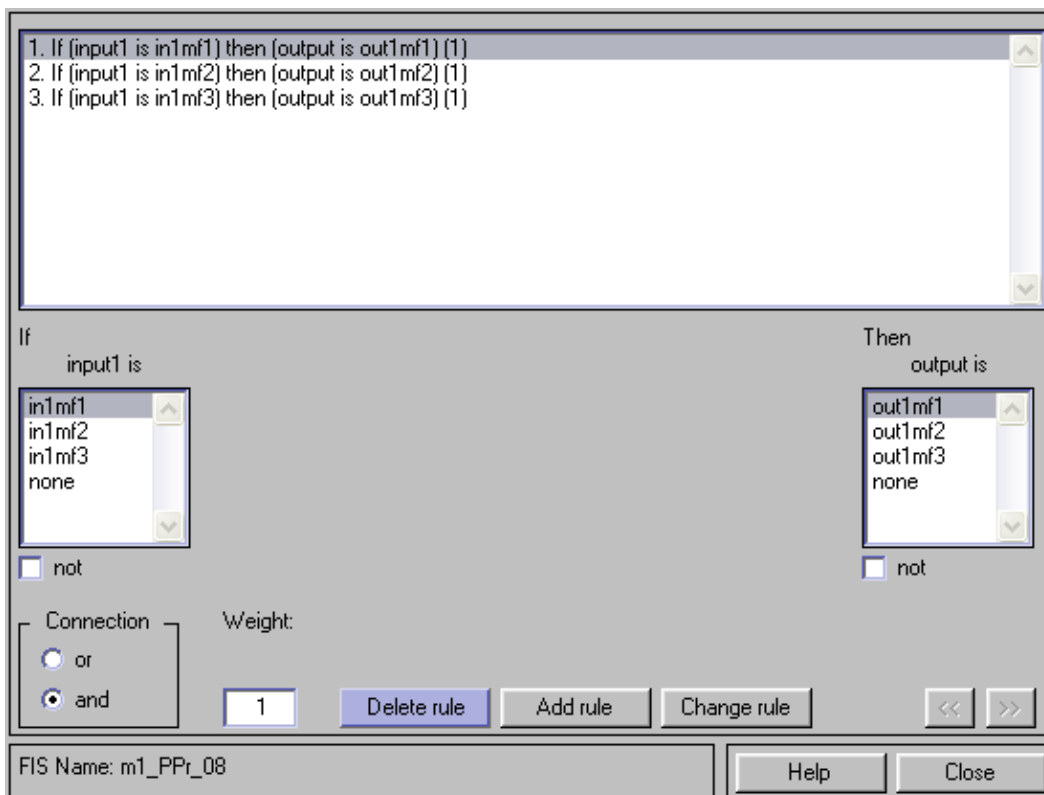 1. If (input1 is in1mf1) then (output is out1mf1) (1)
2. If (input1 is in1mf2) then (output is out1mf2) (1)
3. If (input1 is in1mf3) then (output is out1mf3) (1)
If
input1 is
in1mf1
in1mf2
in1mf3
none
not
Then
output is
out1mf1
out1mf2
out1mf3
none
not
Connection
or
and
Weight:
1
Delete rule
Add rule
Change rule
<<
>>
FIS Name: m1_PPr_08
Help
Close